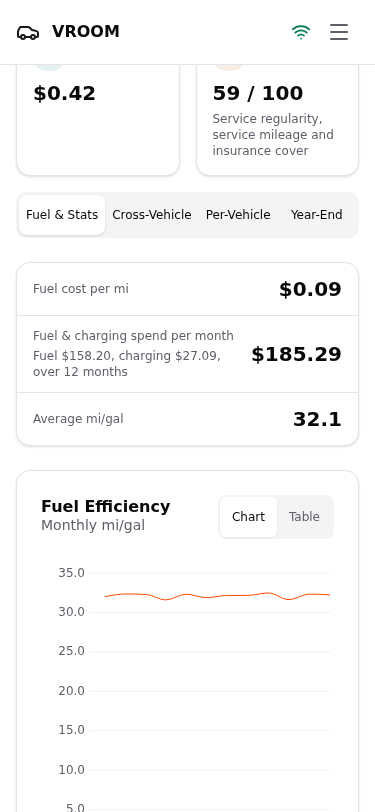 VROOM
$0.42
59 / 100
Service regularity,
service mileage and
insurance cover
Fuel & Stats
Cross-Vehicle
Per-Vehicle
Year-End
Fuel cost per mi
$0.09
Fuel & charging spend per month
Fuel $158.20, charging $27.09,
over 12 months
$185.29
Average mi/gal
32.1
Fuel Efficiency
Monthly mi/gal
Chart
Table
35.0
30.0
25.0
20.0
15.0
10.0
5.0